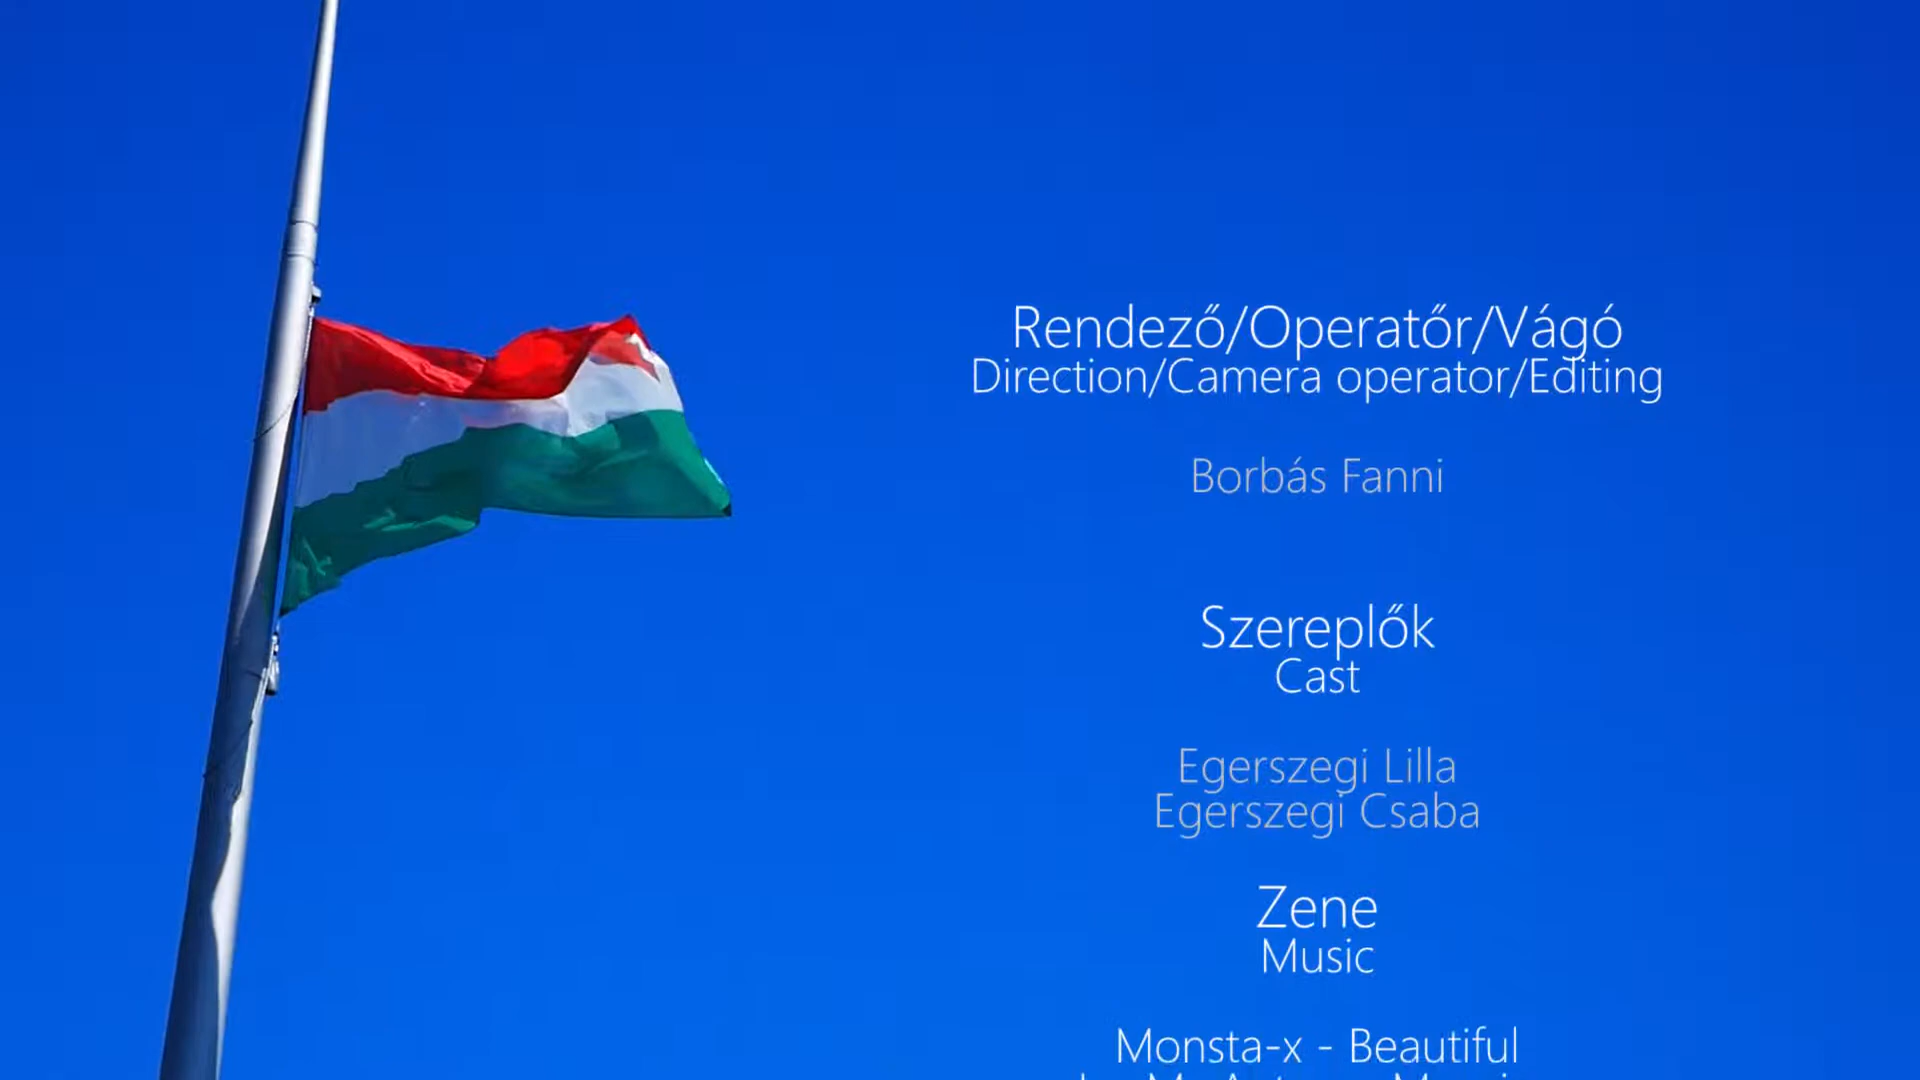 Rendező/Operatőr/Vágó
Direction/Camera operator/Editing
Borbás Fanni
Szereplők
Cast
Egerszegi Lilla
Egerszegi Csaba
Zene
Music
Monsta-x - Beautiful